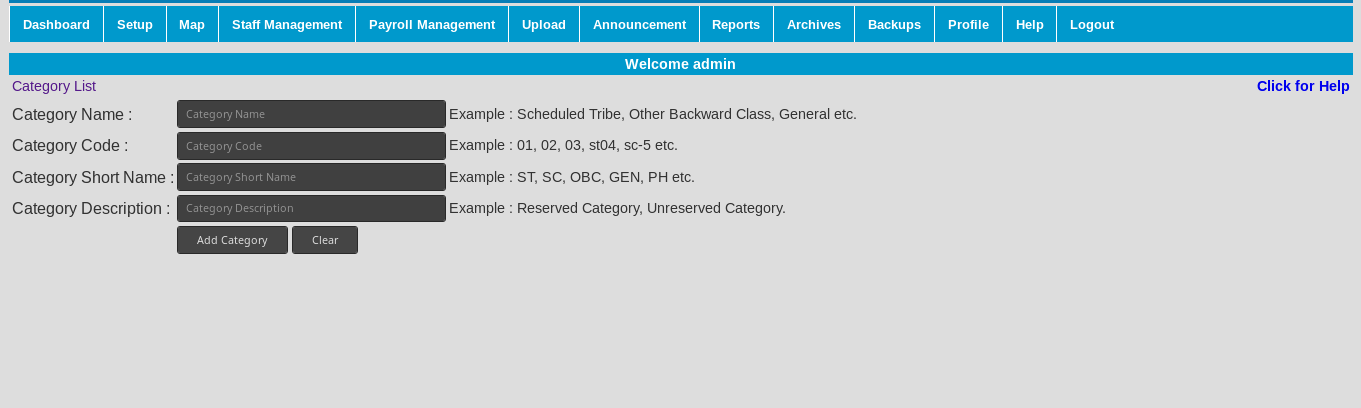 Dashboard Setup Map Staff Management Payroll Management Upload Announcement Reports Archives Backups Profile Help Logout
Welcome admin
Category List Click for Help
Category Name : Category Name Example : Scheduled Tribe, Other Backward Class, General etc.
Category Code : Category Code Example : 01, 02, 03, st04, sc-5 etc.
Category Short Name : Category Short Name Example : ST, SC, OBC, GEN, PH etc.
Category Description : Category Description Example : Reserved Category, Unreserved Category.
Add Category Clear